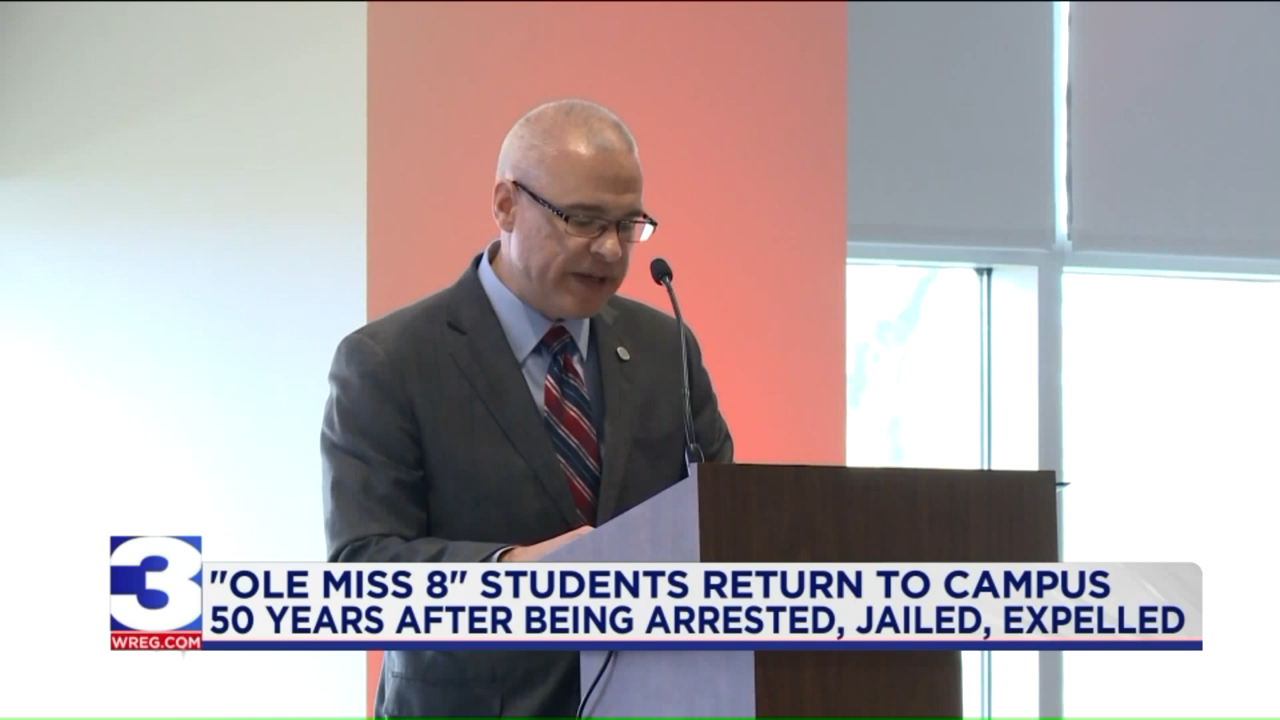 "OLE MISS 8" STUDENTS RETURN TO CAMPUS
50 YEARS AFTER BEING ARRESTED, JAILED, EXPELLED
3
WREG.COM